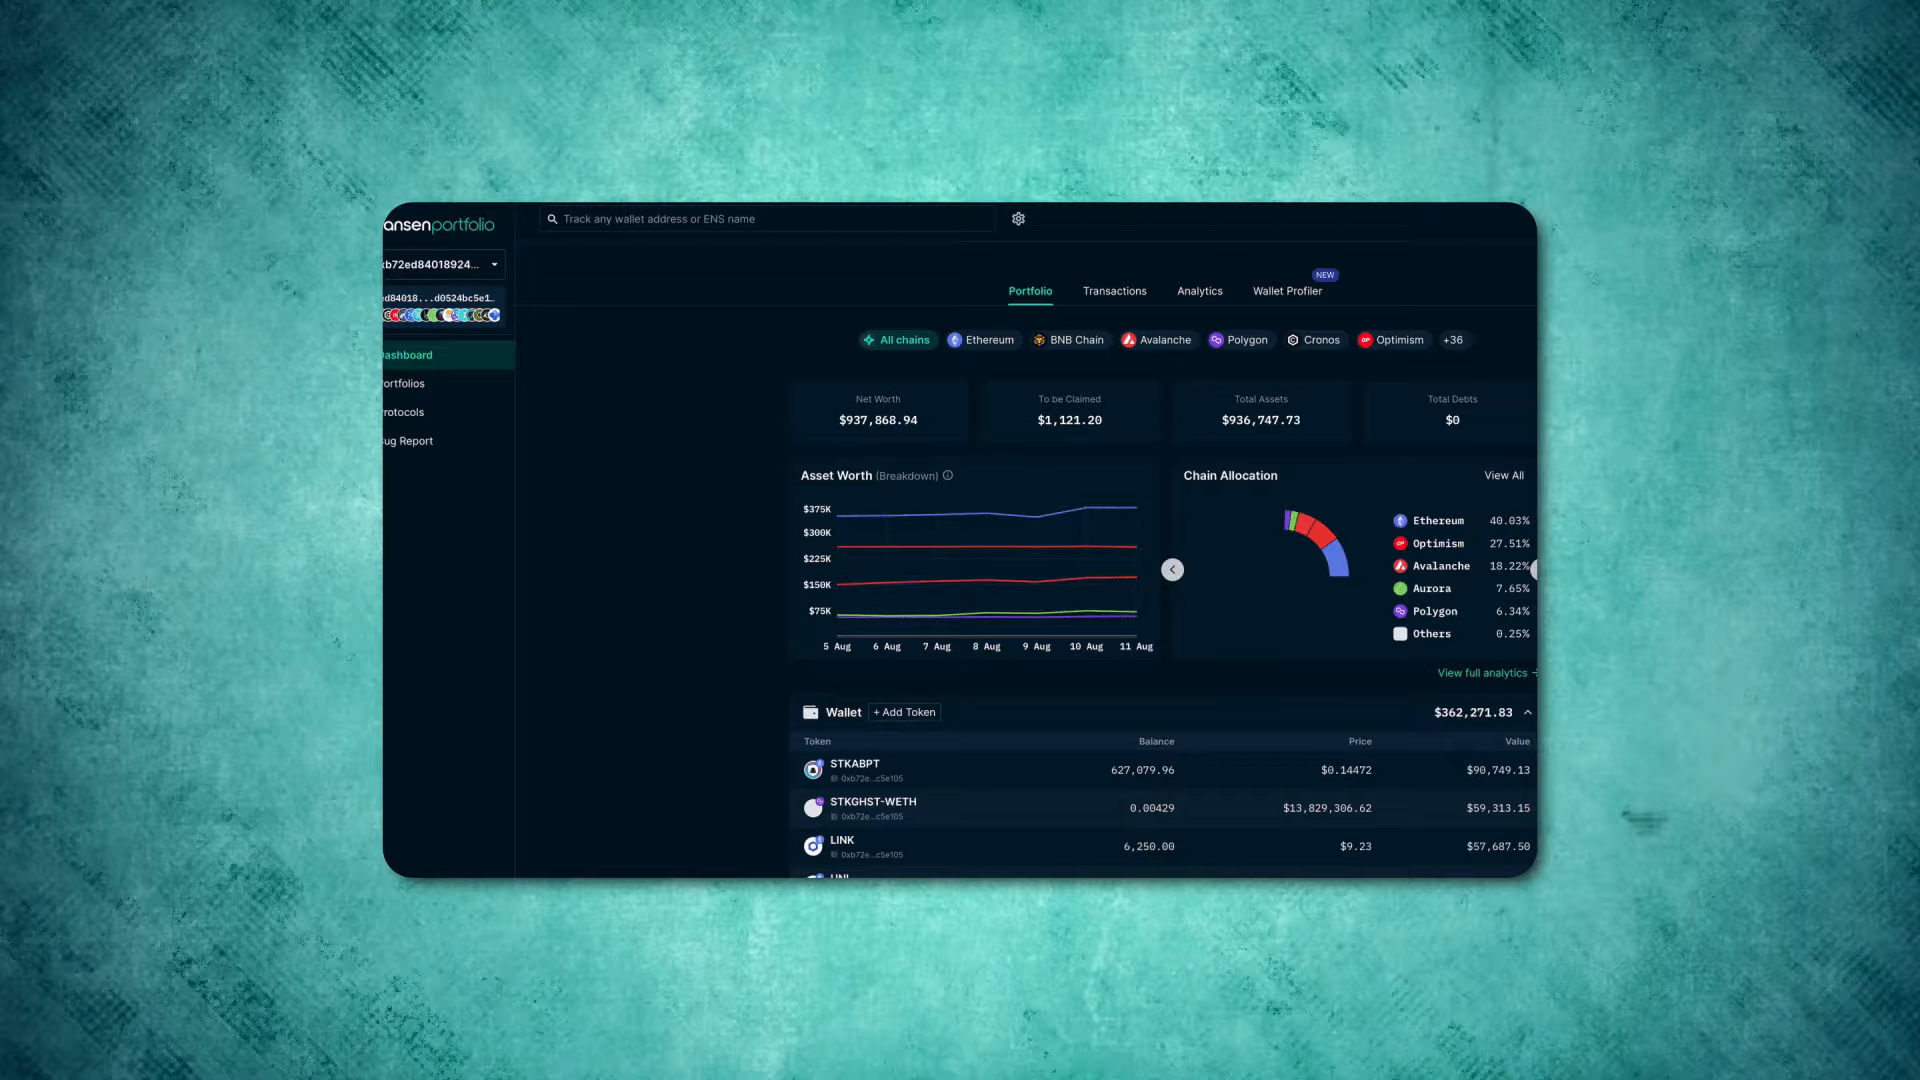 ansenportfolio
Track any wallet address or ENS name
xb72ed84018924...
ed84018...d0524bc5e1...
Dashboard
ortfolios
rotocols
ug Report
NEW
Portfolio
Transactions
Analytics
Wallet Profiler
All chains
Ethereum
BNB Chain
Avalanche
Polygon
Cronos
Optimism
+36
Net Worth
$937,868.94
To be Claimed
$1,121.20
Total Assets
$936,747.73
Total Debts
$0
Asset Worth (Breakdown)
$375K
$300K
$225K
$150K
$75K
5 Aug 6 Aug 7 Aug 8 Aug 9 Aug 10 Aug 11 Aug
Chain Allocation
View All
Ethereum 40.03%
Optimism 27.51%
Avalanche 18.22%
Aurora 7.65%
Polygon 6.34%
Others 0.25%
View full analytics
Wallet + Add Token $362,271.83
Token Balance Price Value
STKABPT
0xb72e...c5e105
627,079.96 $0.14472 $90,749.13
STKGHST-WETH
0xb72e...c5e105
0.00429 $13,829,306.62 $59,313.15
LINK
0xb72e...c5e105
6,250.00 $9.23 $57,687.50